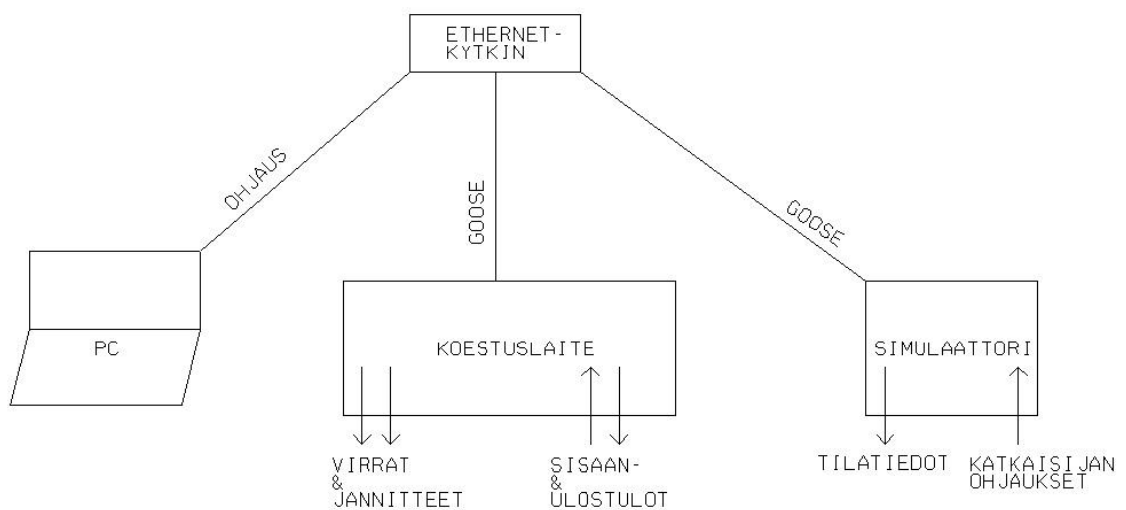 ETHERNET-
KYTKIN
OHJAUS
GOOSE
GOOSE
PC
KOESTUSLAITE
SIMULAATTORI
VIRRAT
&
JANNITTEET
SISAAN-
&
ULOSTULOT
TILATIEDOT
KATKAISIJAN
OHJAUKSET